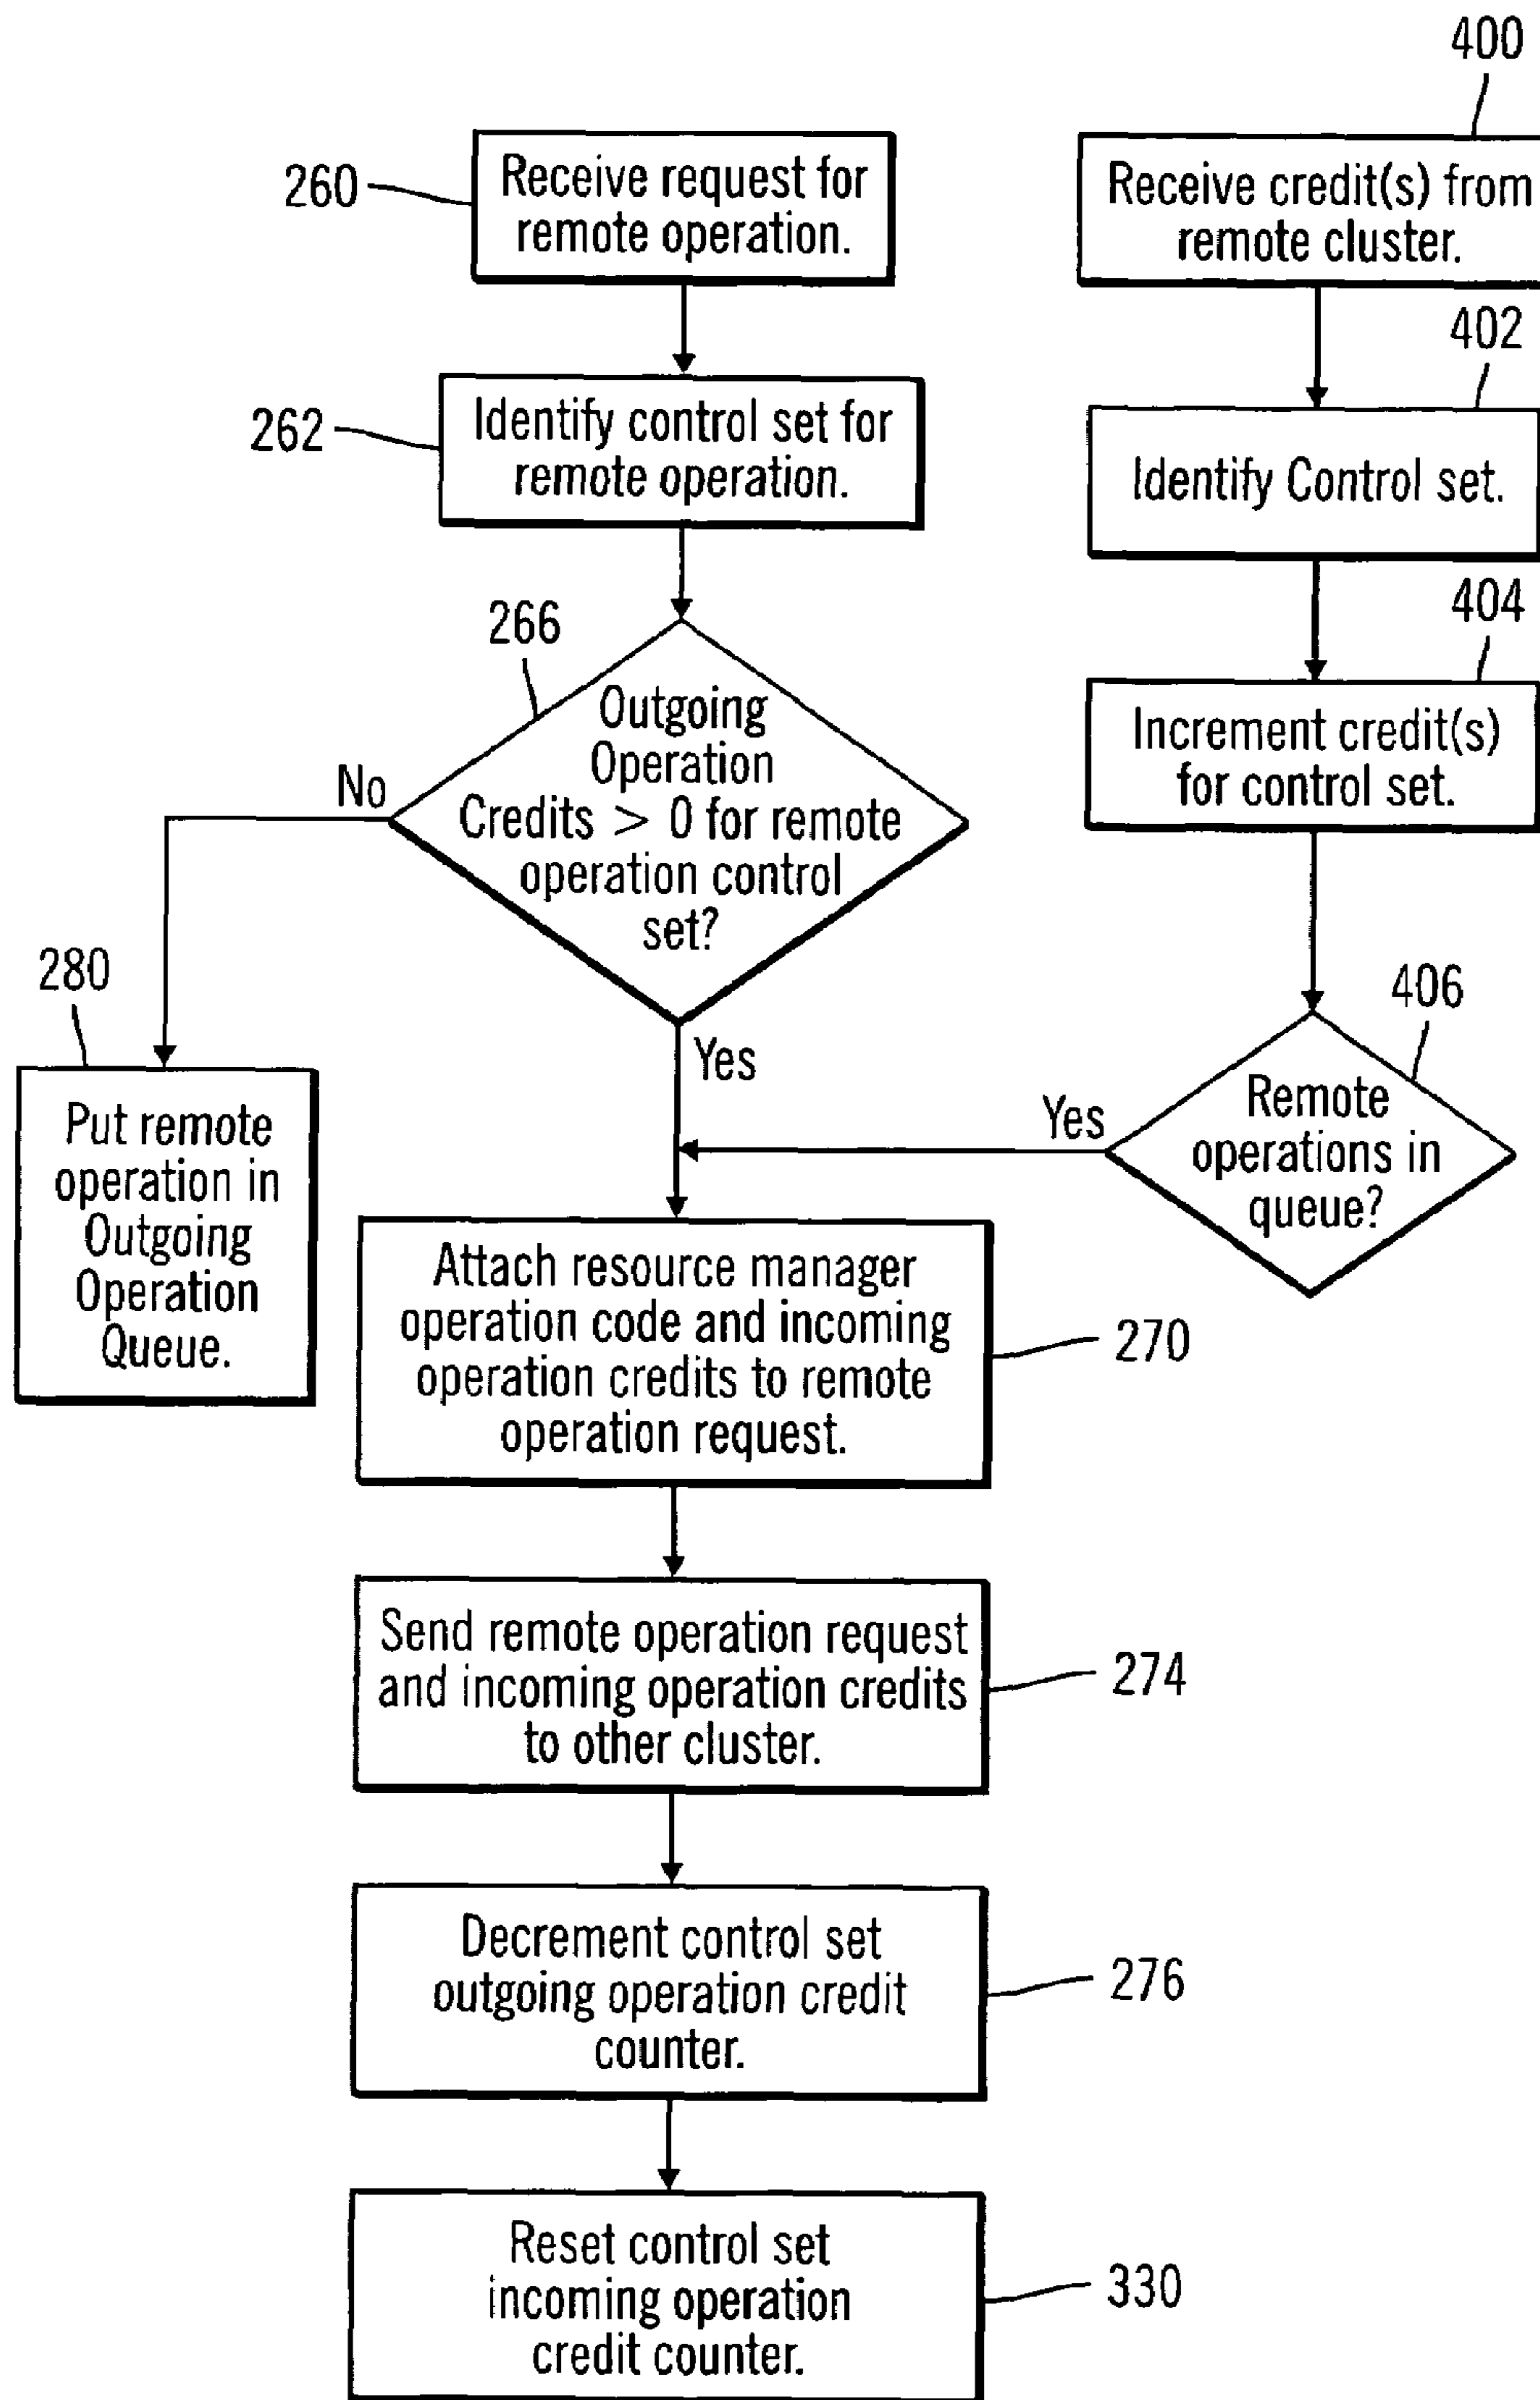 400
260
Receive request for
remote operation.
Receive credit(s) from
remote cluster.
402
262
Identify control set for
remote operation.
Identify Control set.
404
266
Outgoing
Operation
Credits > 0 for remote
operation control
set?
No
Yes
Increment credit(s)
for control set.
406
Remote
operations in
queue?
Yes
280
Put remote
operation in
Outgoing
Operation
Queue.
Attach resource manager
operation code and incoming
operation credits to remote
operation request.
270
Send remote operation request
and incoming operation credits
to other cluster.
274
Decrement control set
outgoing operation credit
counter.
276
Reset control set
incoming operation
credit counter.
330